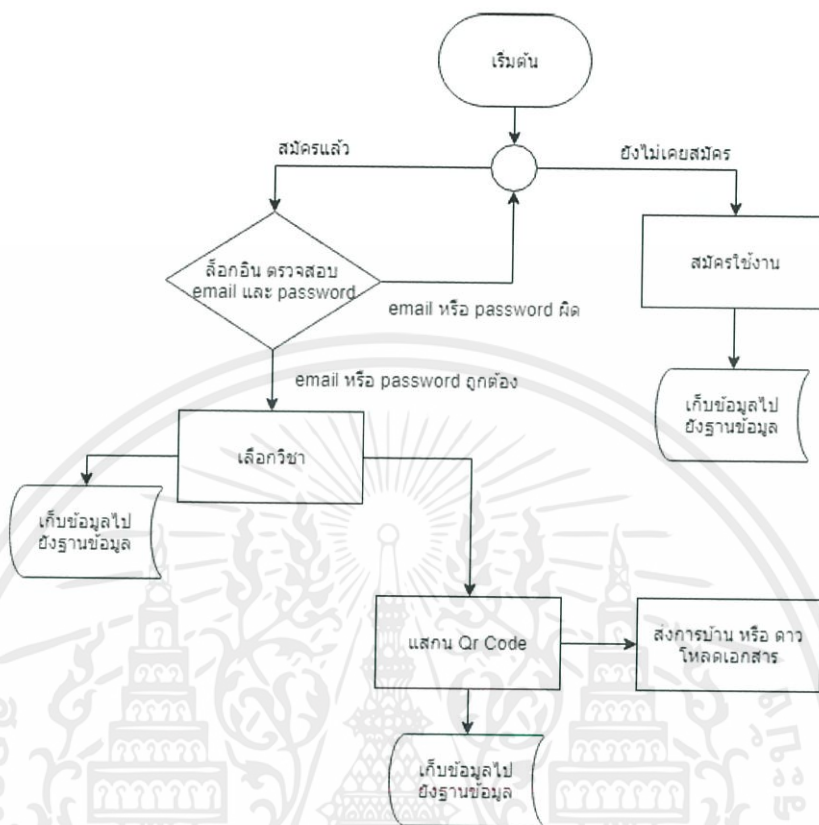 เริ่มต้น
สมัครแล้ว
ยังไม่เคยสมัคร
ล็อกอิน ตรวจสอบ
email และ password
สมัครใช้งาน
email หรือ password ผิด
email หรือ password ถูกต้อง
เก็บข้อมูลไป
ยังฐานข้อมูล
เลือกวิชา
เก็บข้อมูลไป
ยังฐานข้อมูล
แสกน Qr Code
ส่งการบ้าน หรือ ดาว
โหลดเอกสาร
เก็บข้อมูลไป
ยังฐานข้อมูล